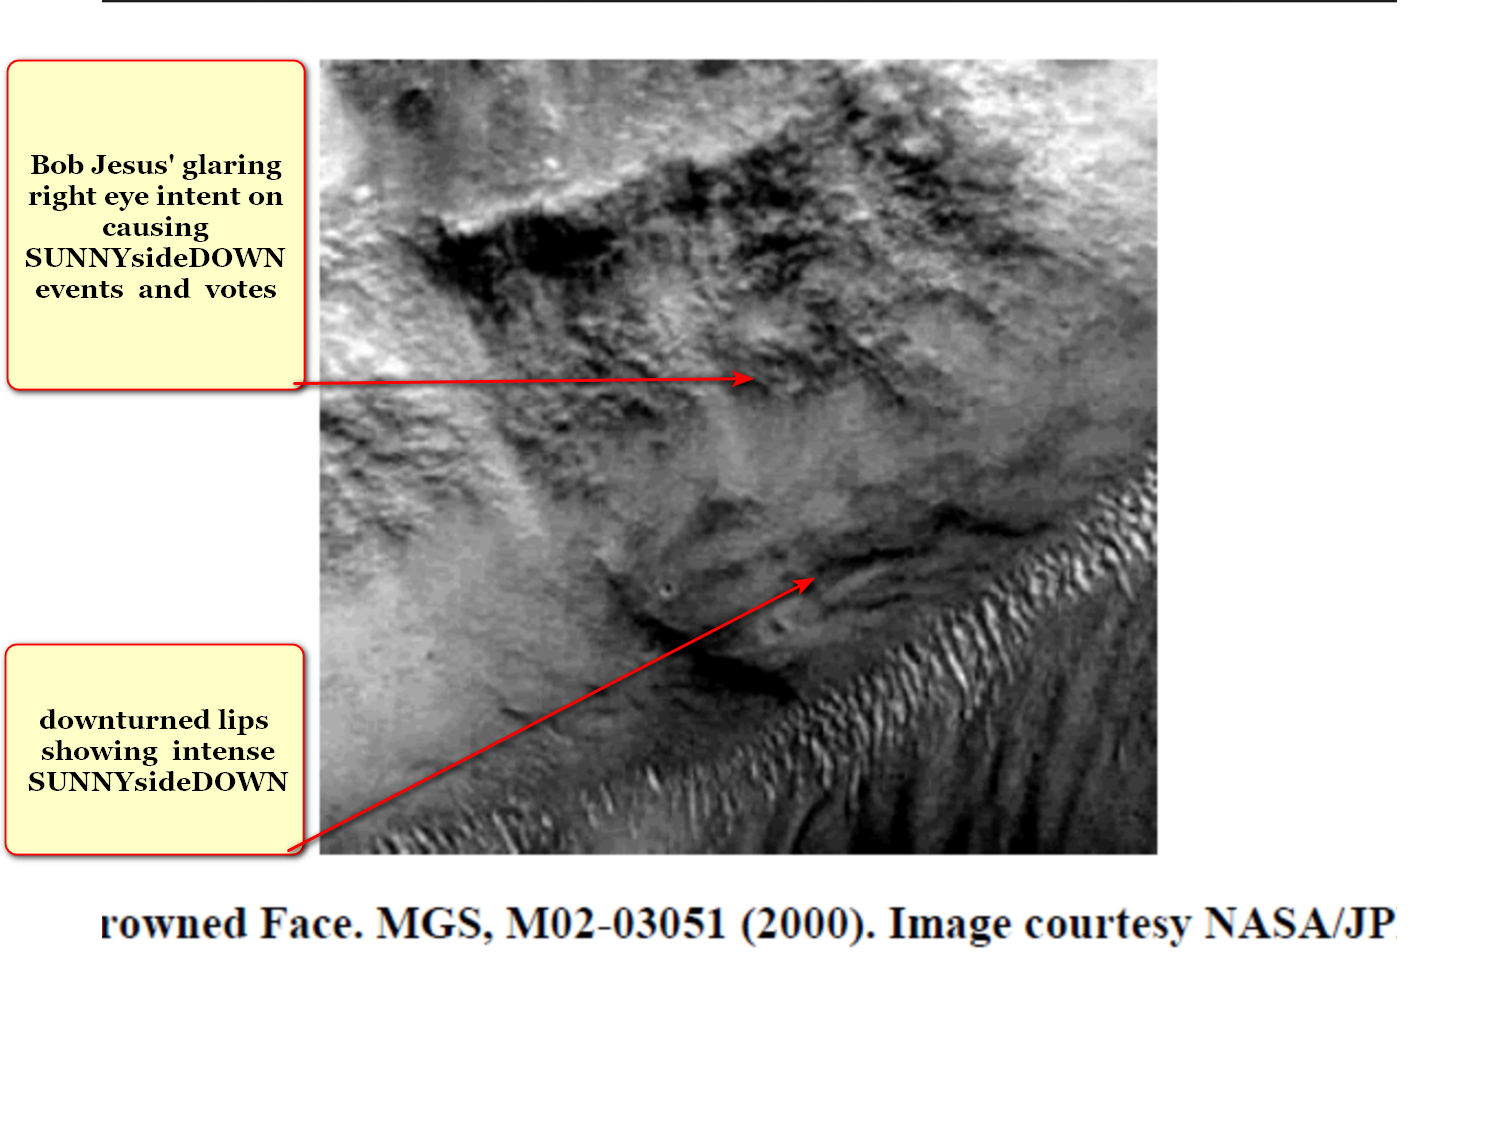 Bob Jesus' glaring
right eye intent on
causing
SUNNYsideDOWN
events and votes
downturned lips
showing intense
SUNNYsideDOWN
rowned Face. MGS, M02-03051 (2000). Image courtesy NASA/JP